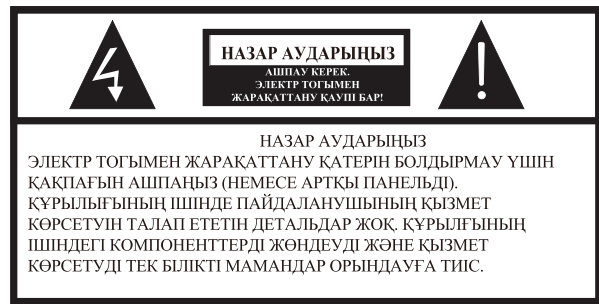 НАЗАР АУДАРЫҢЫЗ
АШПАУ КЕРЕК.
ЭЛЕКТР ТОГЫМЕН
ЖАРАҚАТТАНУ ҚАУПІ БАР!
НАЗАР АУДАРЫҢЫЗ
ЭЛЕКТР ТОГЫМЕН ЖАРАҚАТТАНУ ҚАТЕРІН БОЛДЫРМАУ ҮШІН
ҚАҚПАҒЫН АШПАҢЫЗ (НЕМЕСЕ АРТҚЫ ПАНЕЛЬДІ).
ҚҰРЫЛЫҒЫНЫҢ ІШІНДЕ ПАЙДАЛАНУШЫНЫҢ ҚЫЗМЕТ
КӨРСЕТУІН ТАЛАП ЕТЕТІН ДЕТАЛЬДАР ЖОҚ. ҚҰРЫЛҒЫНЫҢ
ІШІНДЕГІ КОМПОНЕНТТЕРДІ ЖӨНДЕУДІ ЖӘНЕ ҚЫЗМЕТ
КӨРСЕТУДІ ТЕК БІЛІКТІ МАМАНДАР ОРЫНДАУҒА ТИІС.